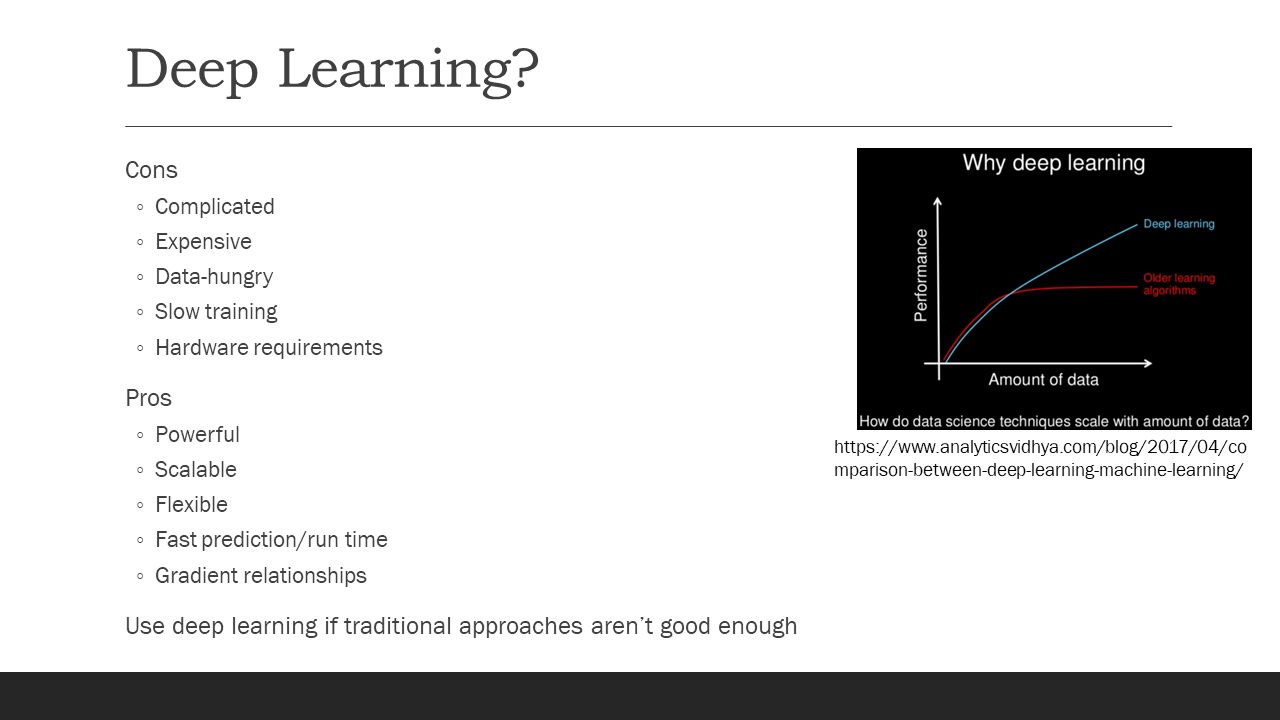 Deep Learning?
Cons
◦ Complicated
◦ Expensive
◦ Data-hungry
◦ Slow training
◦ Hardware requirements
Pros
◦ Powerful
◦ Scalable
◦ Flexible
◦ Fast prediction/run time
◦ Gradient relationships
Use deep learning if traditional approaches aren’t good enough
Why deep learning
Performance
Deep learning
Older learning
algorithms
Amount of data
How do data science techniques scale with amount of data?
https://www.analyticsvidhya.com/blog/2017/04/co
mparison-between-deep-learning-machine-learning/